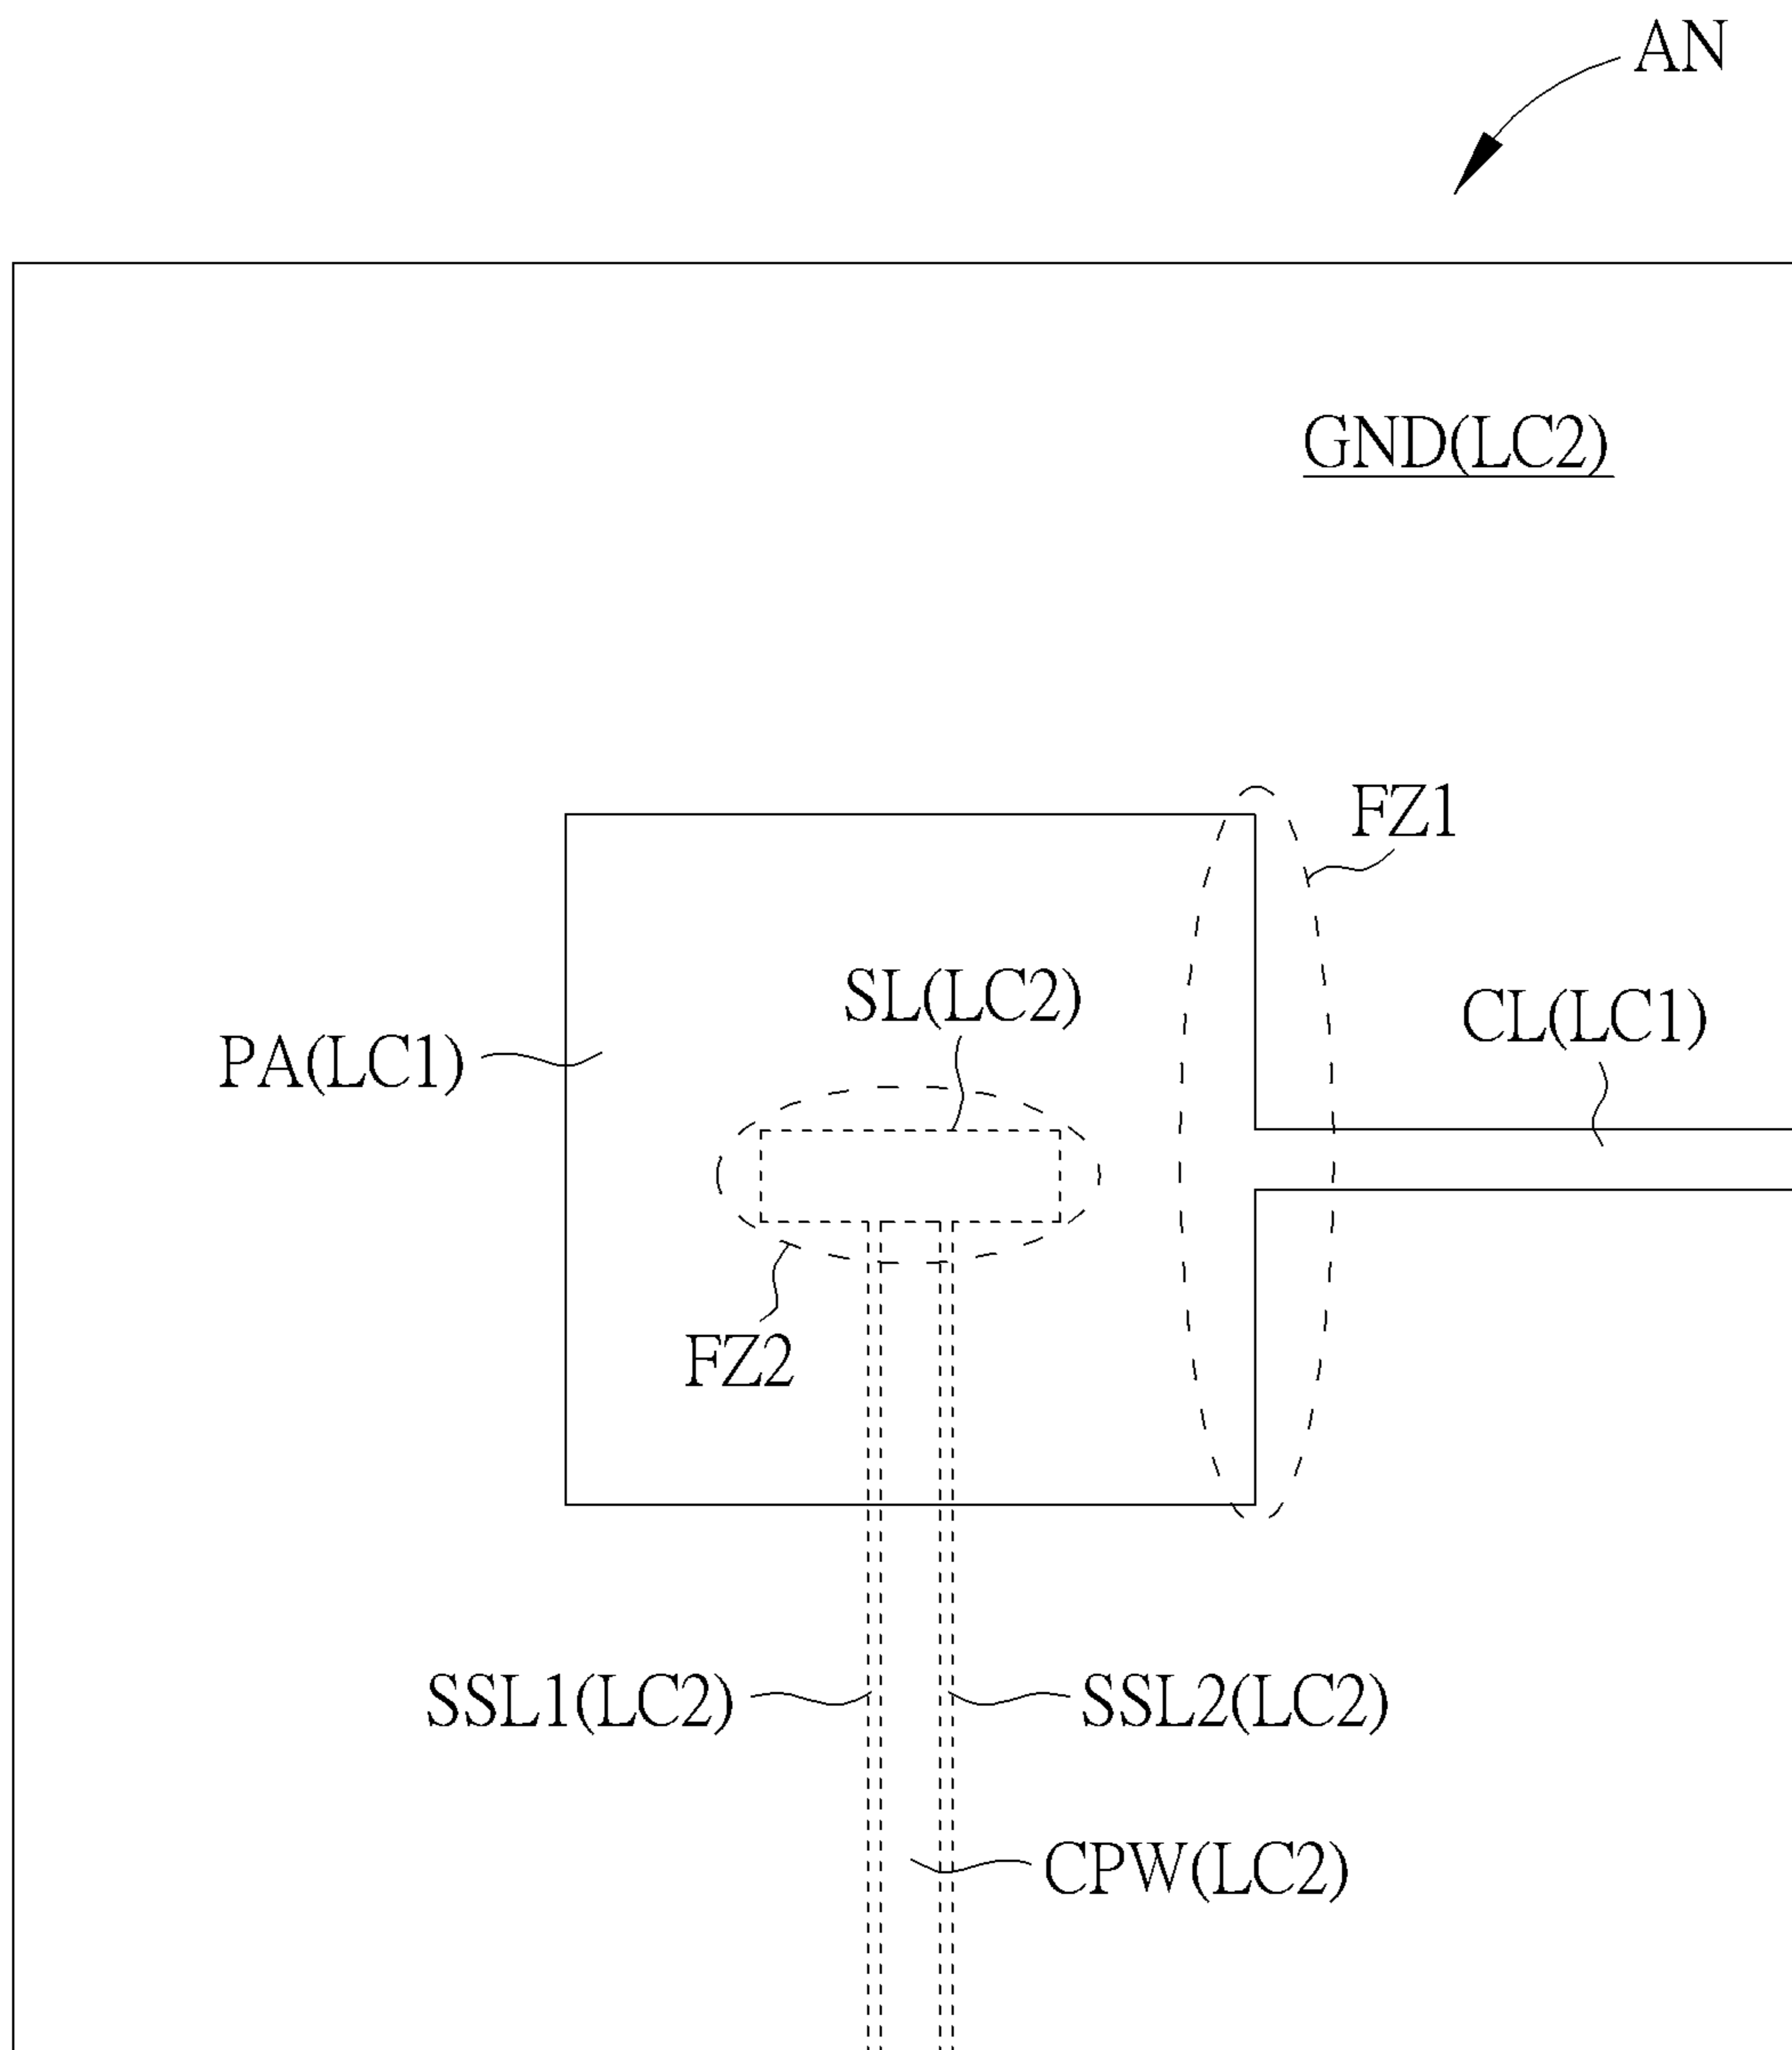 AN
GND(LC2)
FZ1
SL(LC2)
CL(LC1)
PA(LC1)
FZ2
SSL1(LC2)
SSL2(LC2)
CPW(LC2)